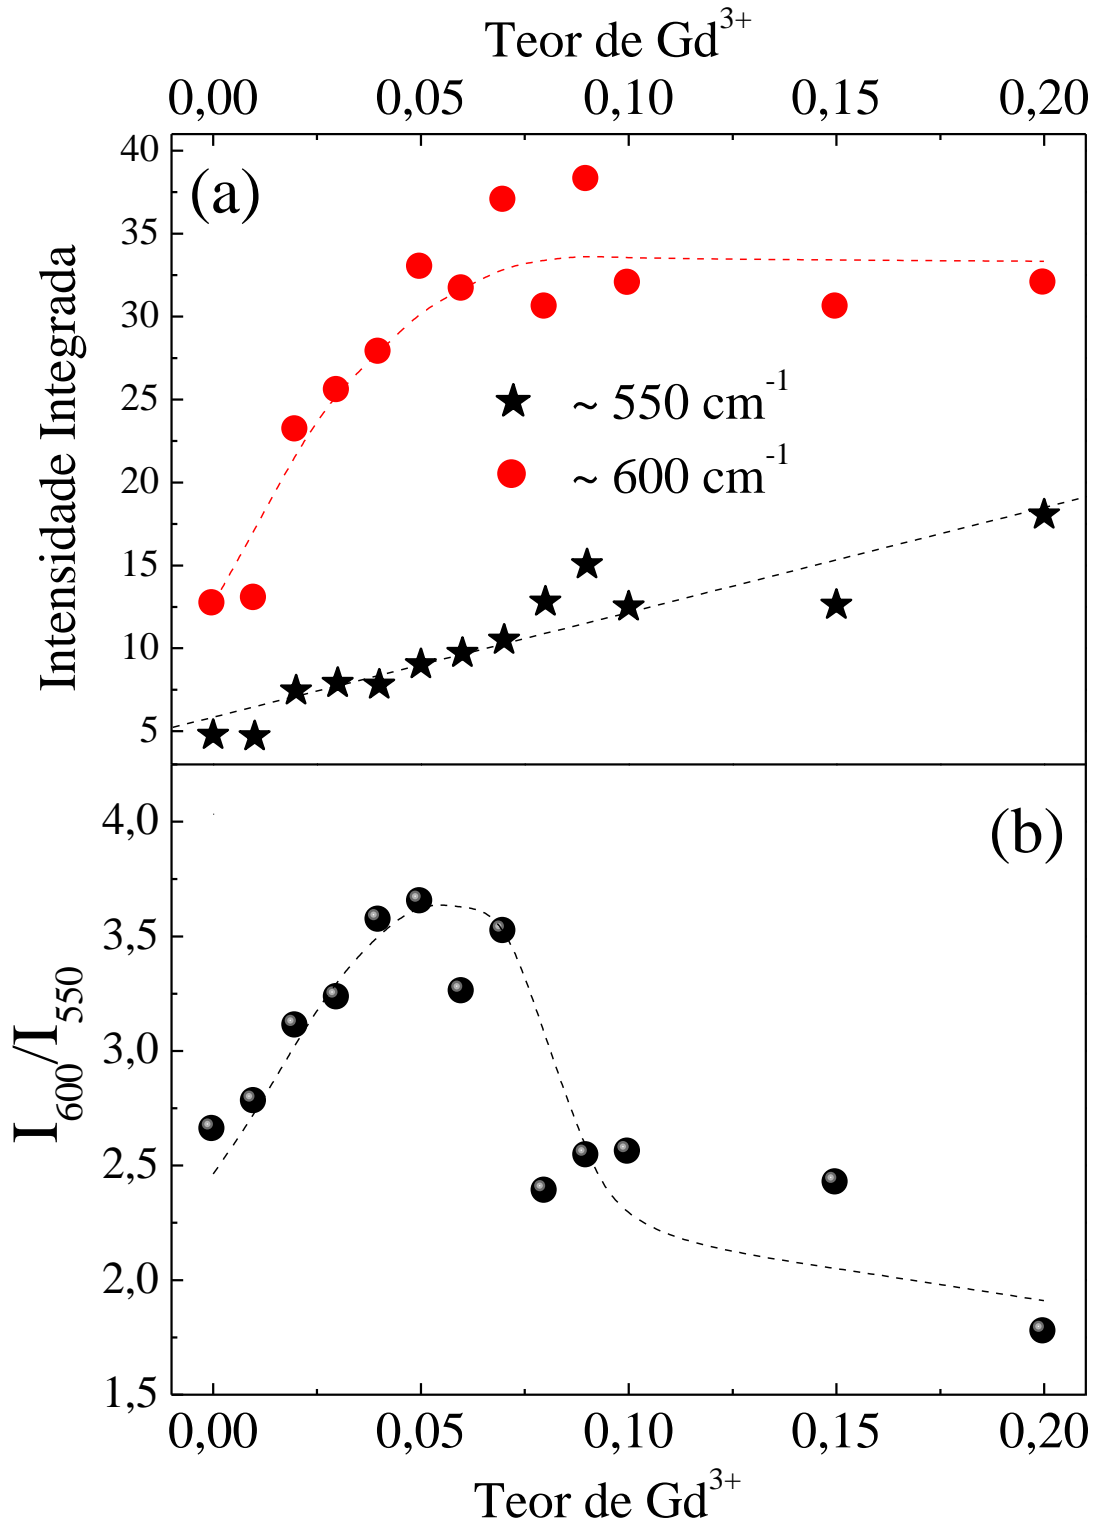 Teor de Gd³⁺
0,00 0,05 0,10 0,15 0,20
(a)
40
35
30
25
20
15
10
5
Intensidade Integrada
~ 550 cm⁻¹
~ 600 cm⁻¹
(b)
4,0
3,5
3,0
2,5
2,0
1,5
I₆₀₀/I₅₅₀
0,00 0,05 0,10 0,15 0,20
Teor de Gd³⁺